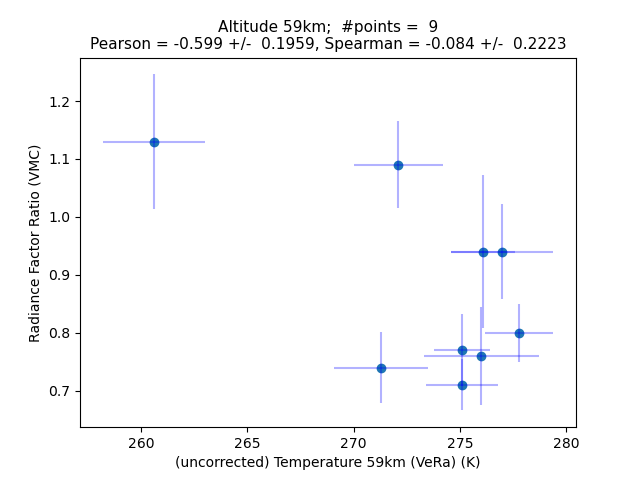 Altitude 59km;  #points =  9
Pearson = -0.599 +/-  0.1959, Spearman = -0.084 +/-  0.2223
1.2
1.1
1.0
0.9
0.8
0.7
Radiance Factor Ratio (VMC)
260
265
270
275
280
(uncorrected) Temperature 59km (VeRa) (K)